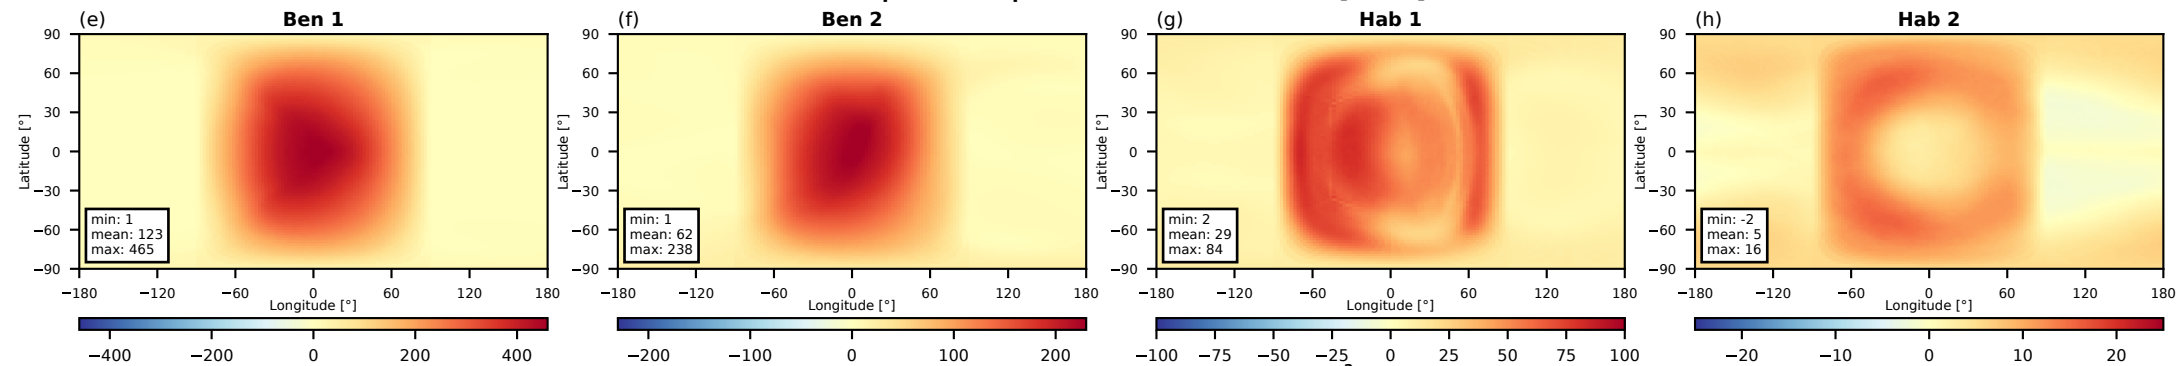 (e) Ben 1
(f) Ben 2
(g) Hab 1
(h) Hab 2
90
60
30
0
−30
−60
−90
Latitude [°]
min: 1
mean: 123
max: 465
−180 −120 −60 0 60 120 180
Longitude [°]
−400 −200 0 200 400
90
60
30
0
−30
−60
−90
Latitude [°]
min: 1
mean: 62
max: 238
−180 −120 −60 0 60 120 180
Longitude [°]
−200 −100 0 100 200
90
60
30
0
−30
−60
−90
Latitude [°]
min: 2
mean: 29
max: 84
−180 −120 −60 0 60 120 180
Longitude [°]
−100 −75 −50 −25 0 25 50 75 100
90
60
30
0
−30
−60
−90
Latitude [°]
min: -2
mean: 5
max: 16
−180 −120 −60 0 60 120 180
Longitude [°]
−20 −10 0 10 20